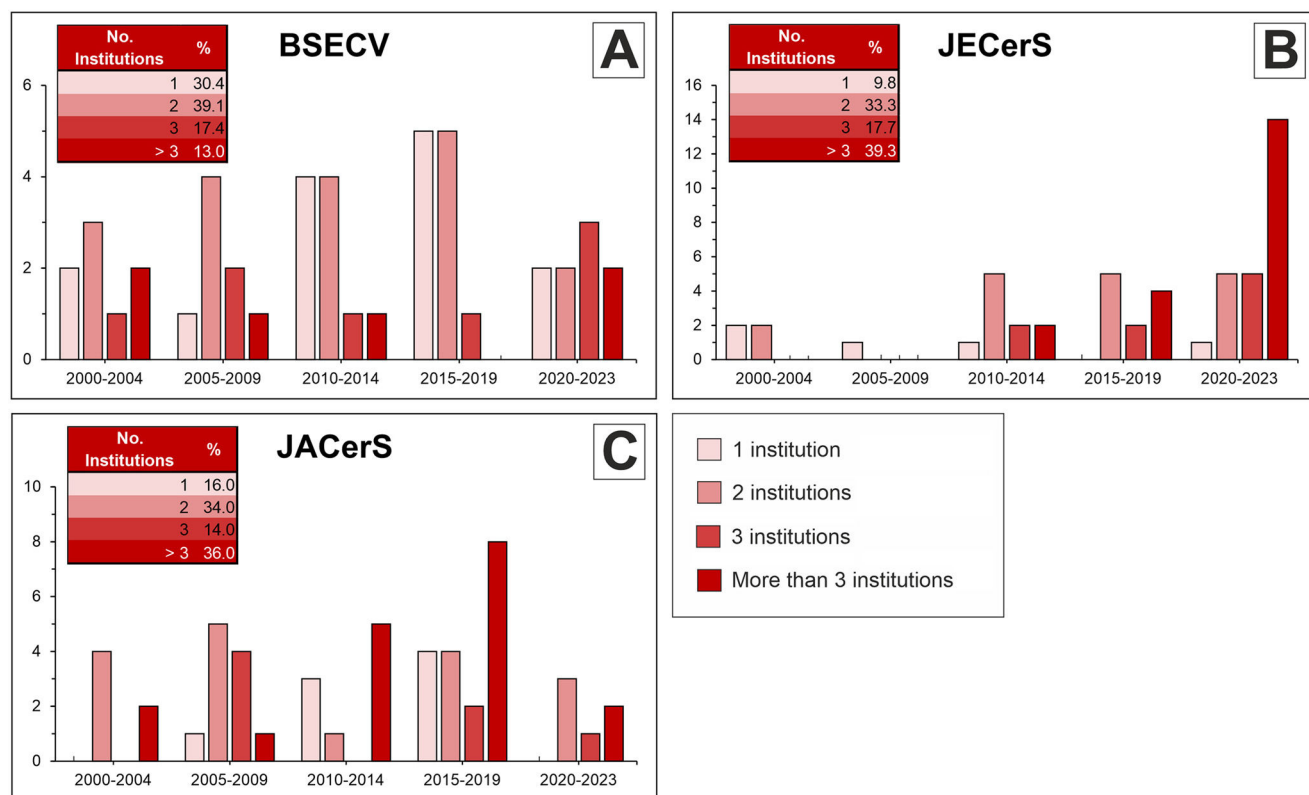 BSECV
A
No. Institutions %
1 30.4
2 39.1
3 17.4
> 3 13.0
6
4
2
0
2000-2004 2005-2009 2010-2014 2015-2019 2020-2023
JECerS
B
No. Institutions %
1 9.8
2 33.3
3 17.7
> 3 39.3
16
14
12
10
8
6
4
2
0
2000-2004 2005-2009 2010-2014 2015-2019 2020-2023
JACerS
C
No. Institutions %
1 16.0
2 34.0
3 14.0
> 3 36.0
10
8
6
4
2
0
2000-2004 2005-2009 2010-2014 2015-2019 2020-2023
1 institution
2 institutions
3 institutions
More than 3 institutions